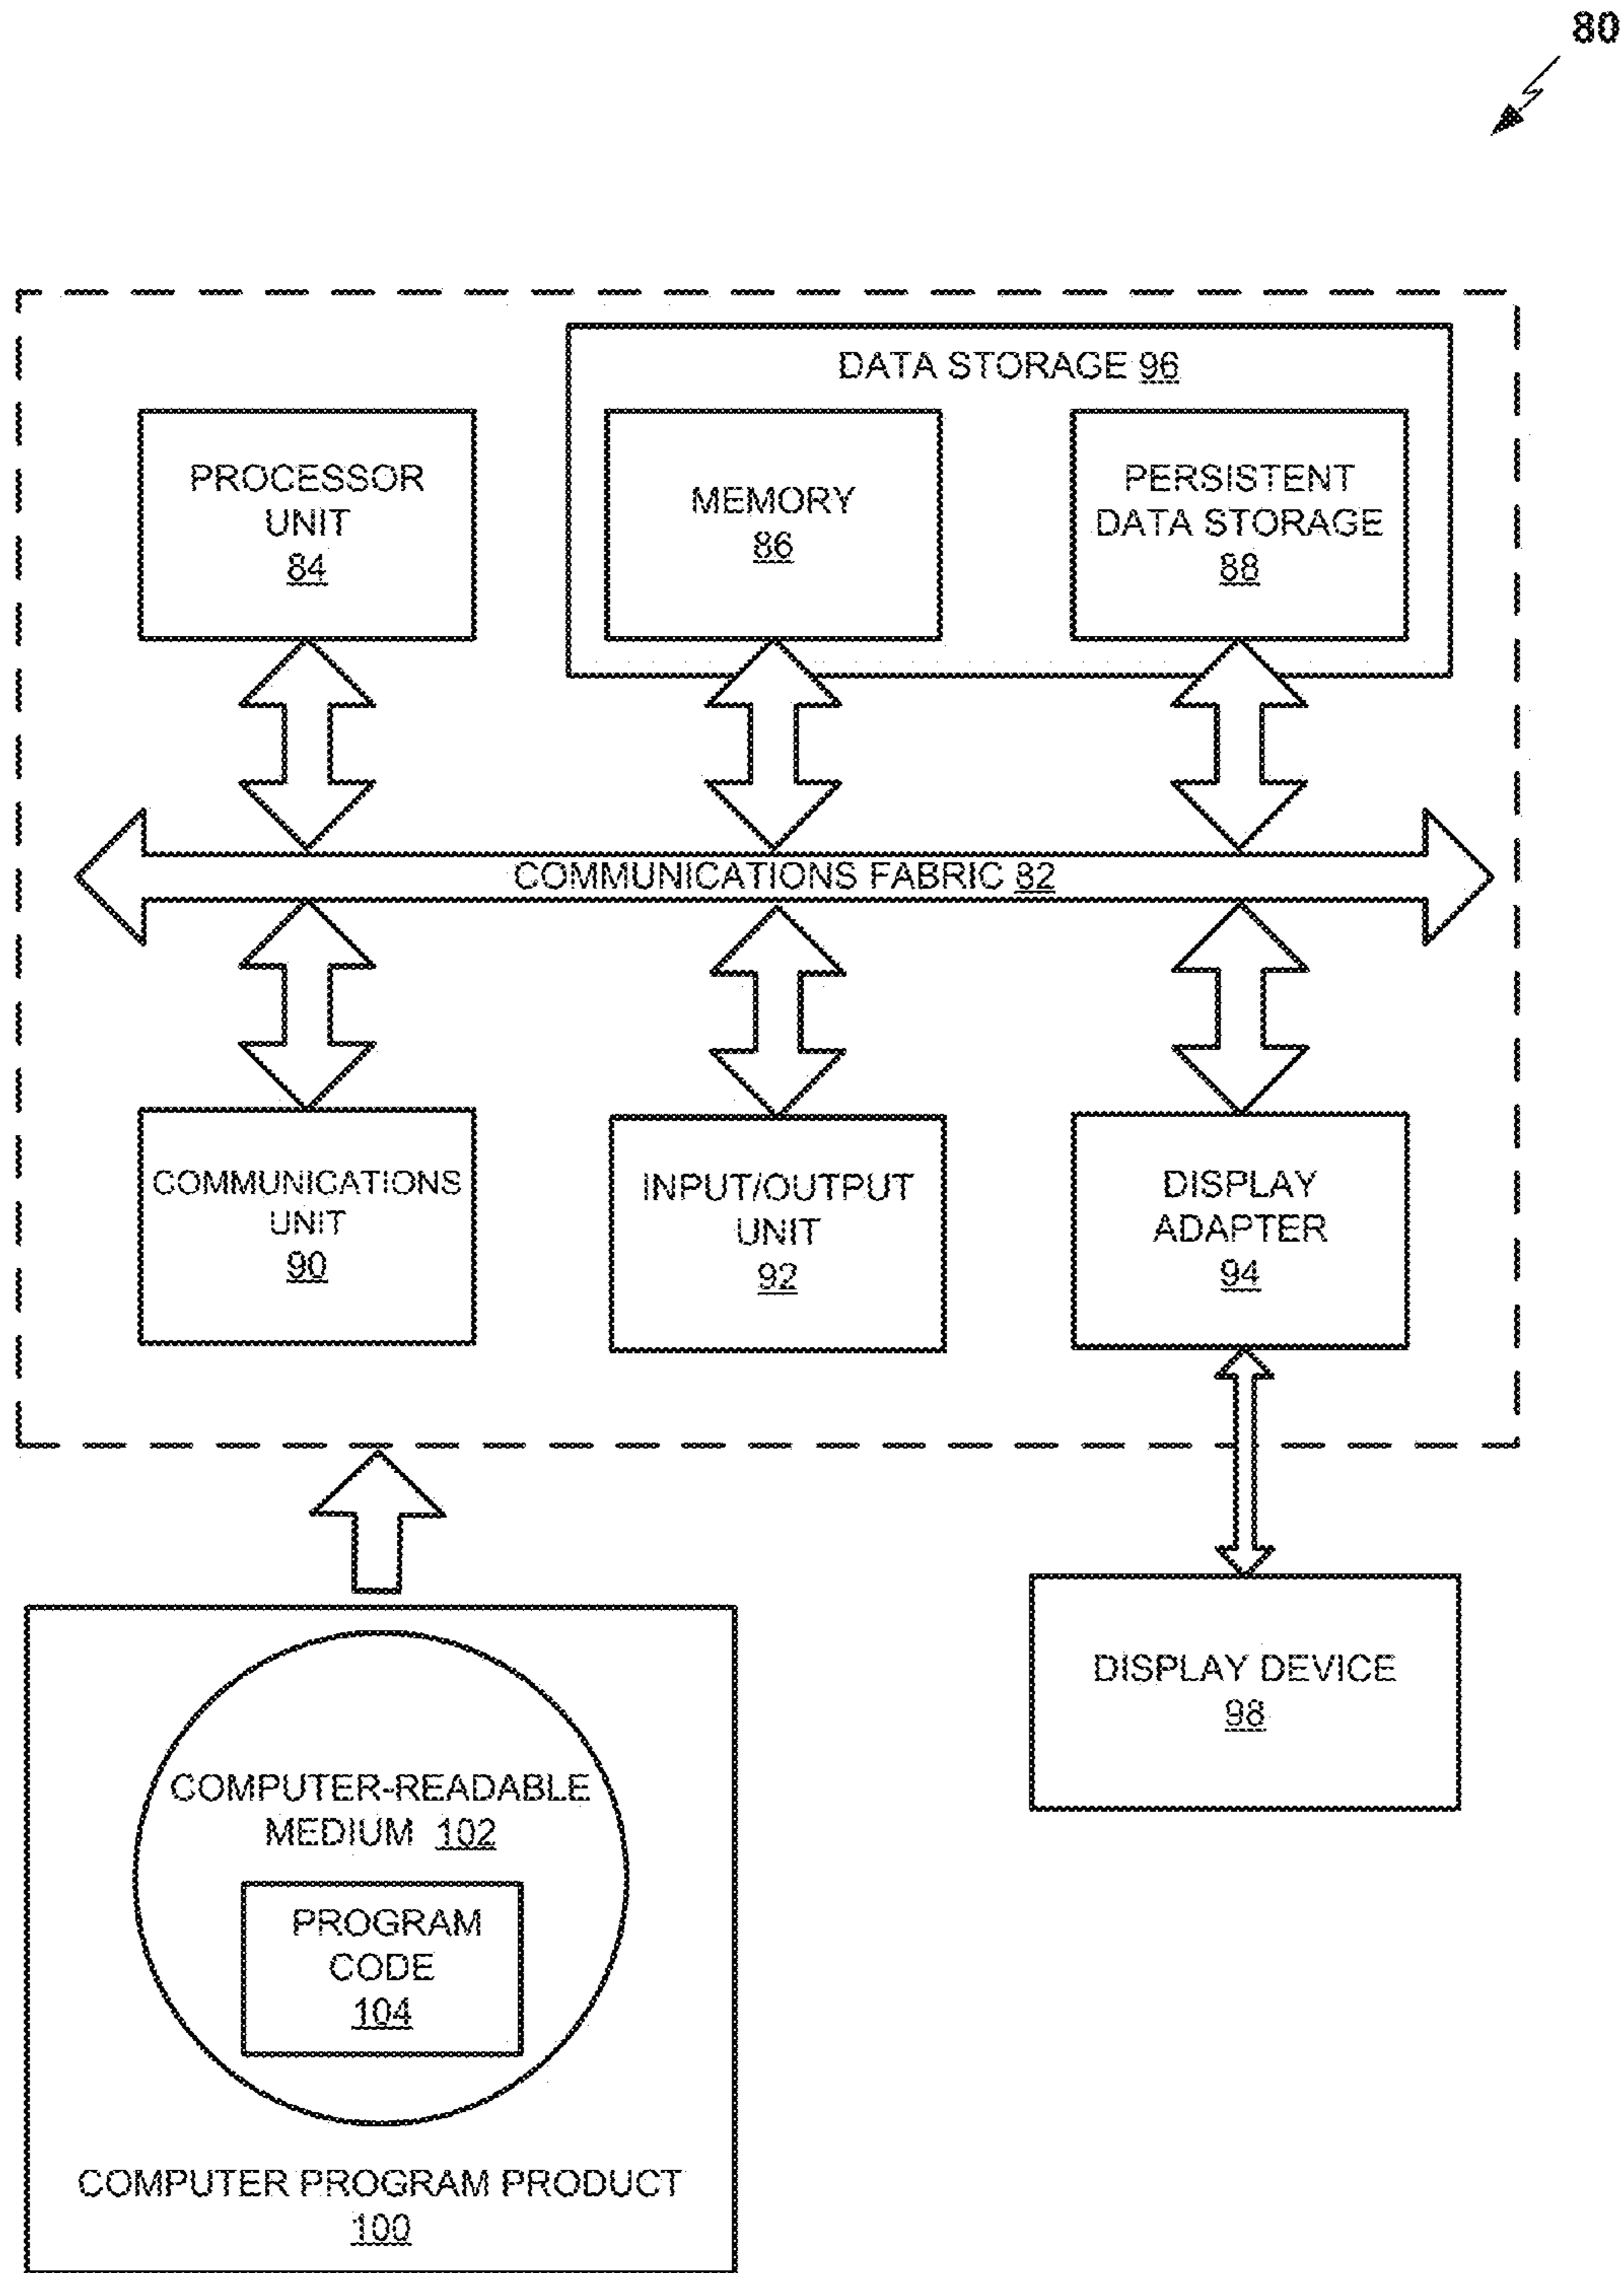 80
DATA STORAGE 96
PROCESSOR
UNIT
84
MEMORY
86
PERSISTENT
DATA STORAGE
88
COMMUNICATIONS FABRIC 82
COMMUNICATIONS
UNIT
90
INPUT/OUTPUT
UNIT
92
DISPLAY
ADAPTER
94
DISPLAY DEVICE
98
COMPUTER-READABLE
MEDIUM 102
PROGRAM
CODE
104
COMPUTER PROGRAM PRODUCT
100